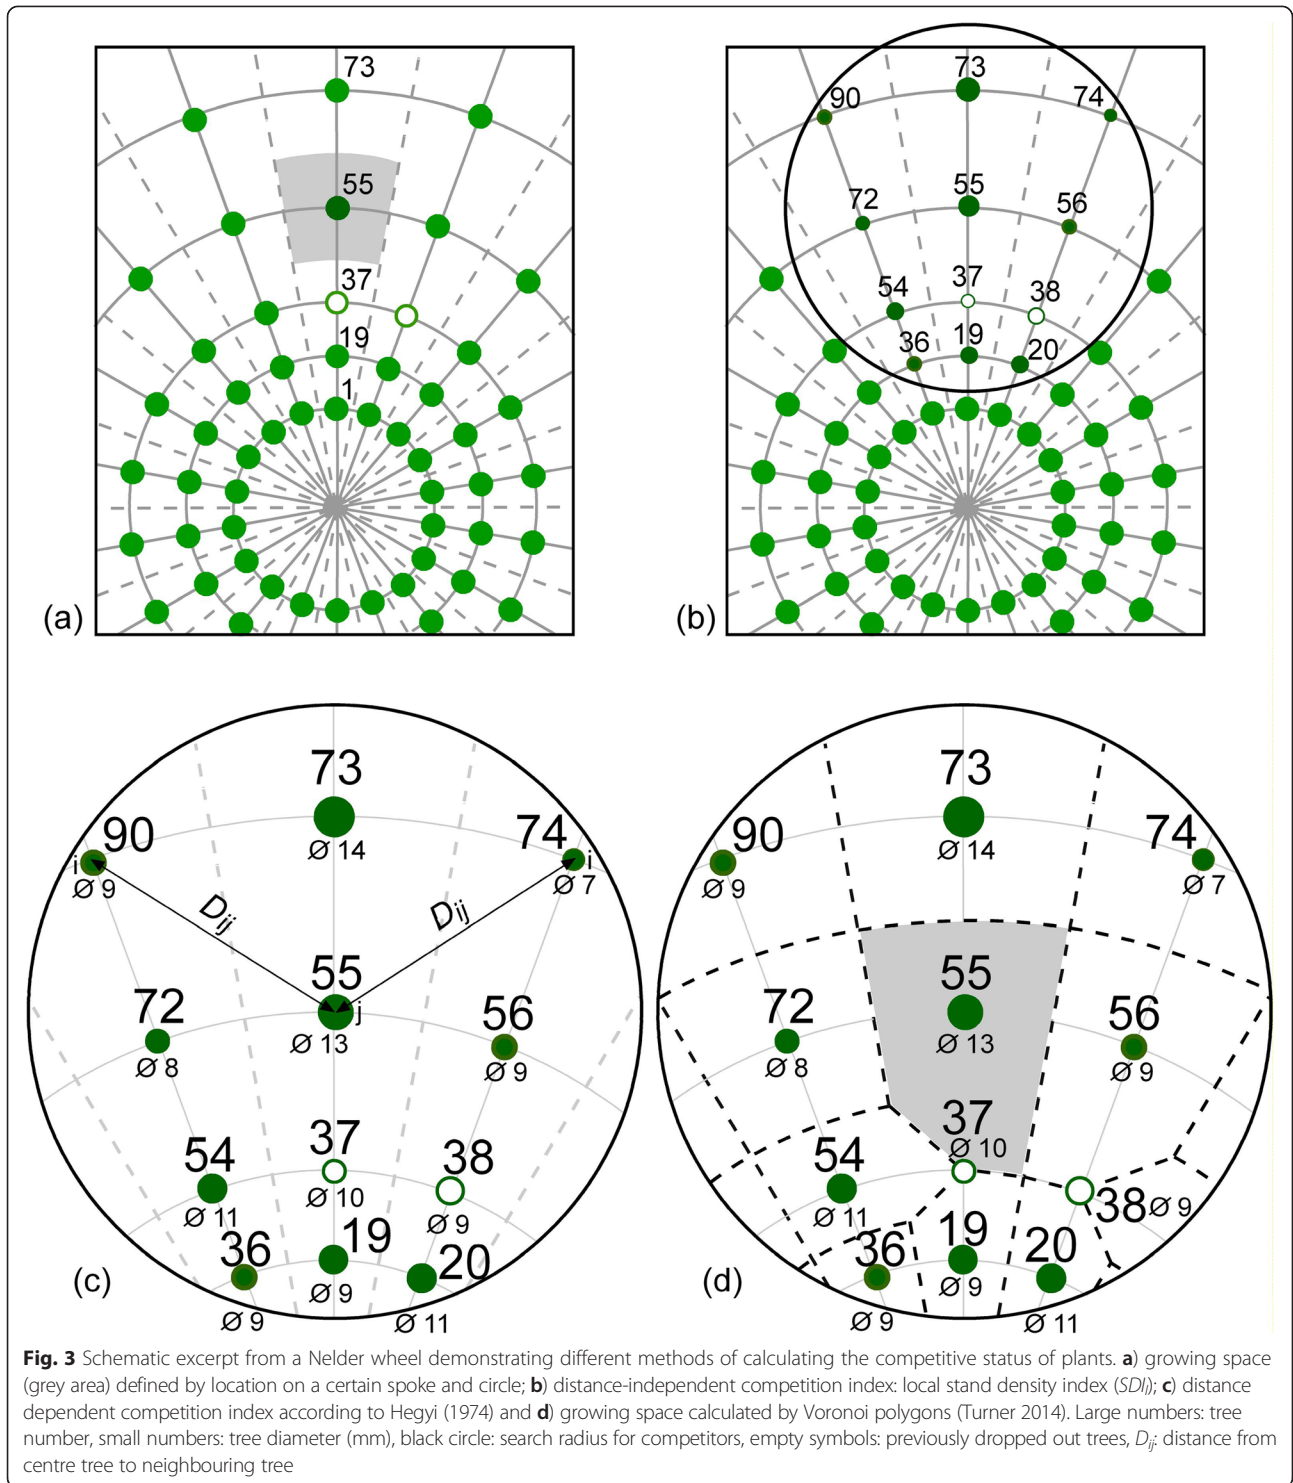 73
55
37
19
1
(a)
73
90
74
55
72
56
37
54
38
19
36
20
(b)
73
Ø 14
90
i
Ø 9
74
i
Ø 7
Dij
Dij
55
j
Ø 13
72
Ø 8
56
Ø 9
54
Ø 11
37
Ø 10
38
Ø 9
36
Ø 9
19
Ø 9
20
Ø 11
(c)
73
Ø 14
90
Ø 9
74
Ø 7
55
Ø 13
72
Ø 8
56
Ø 9
37
Ø 10
54
Ø 11
38 Ø 9
36
Ø 9
19
Ø 9
20
Ø 11
(d)
Fig. 3 Schematic excerpt from a Nelder wheel demonstrating different methods of calculating the competitive status of plants. a) growing space
(grey area) defined by location on a certain spoke and circle; b) distance-independent competition index: local stand density index (SDIl); c) distance
dependent competition index according to Hegyi (1974) and d) growing space calculated by Voronoi polygons (Turner 2014). Large numbers: tree
number, small numbers: tree diameter (mm), black circle: search radius for competitors, empty symbols: previously dropped out trees, Dij: distance from
centre tree to neighbouring tree